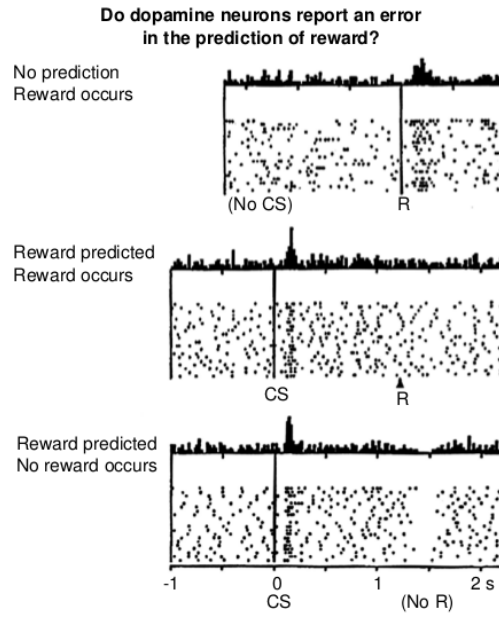 Do dopamine neurons report an error
in the prediction of reward?
No prediction
Reward occurs
(No CS) R
Reward predicted
Reward occurs
CS R
Reward predicted
No reward occurs
-1 0 1 2 s
CS (No R)